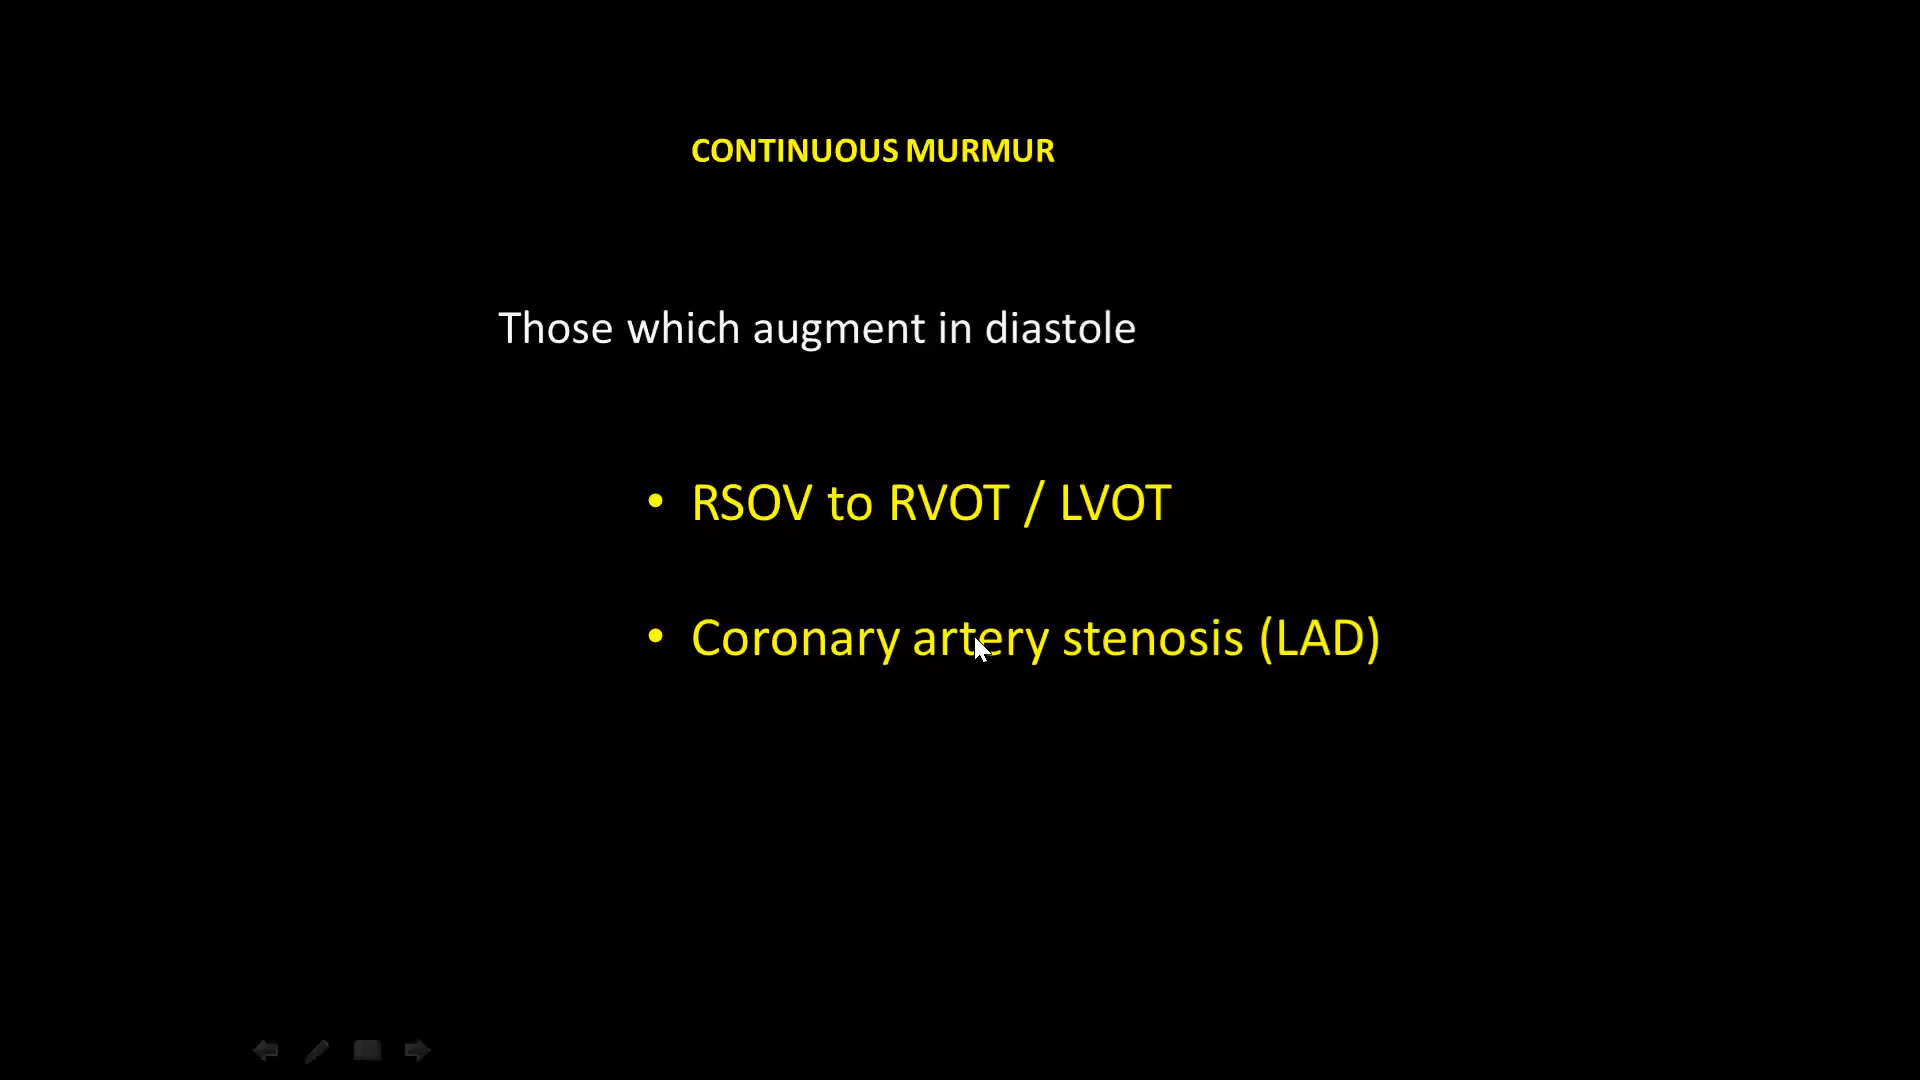 CONTINUOUS MURMUR
Those which augment in diastole
• RSOV to RVOT / LVOT
• Coronary artery stenosis (LAD)